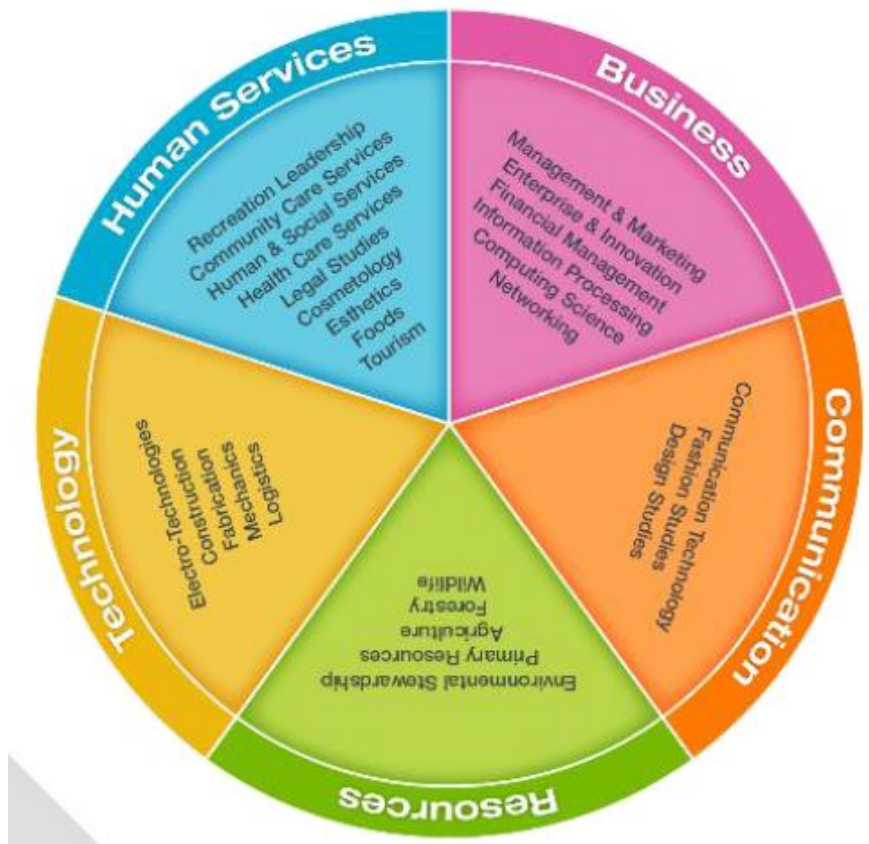 Human Services
Recreation Leadership
Community Care Services
Human & Social Services
Health Care Services
Legal Studies
Cosmetology
Esthetics
Foods
Tourism
Business
Management & Marketing
Enterprise & Innovation
Financial Management
Information Processing
Computing Science
Networking
Communication
Communication Technology
Fashion Studies
Design Studies
Resources
Environmental Stewardship
Primary Resources
Agriculture
Forestry
Wildlife
Technology
Electro-Technologies
Construction
Fabrication
Mechanics
Logistics